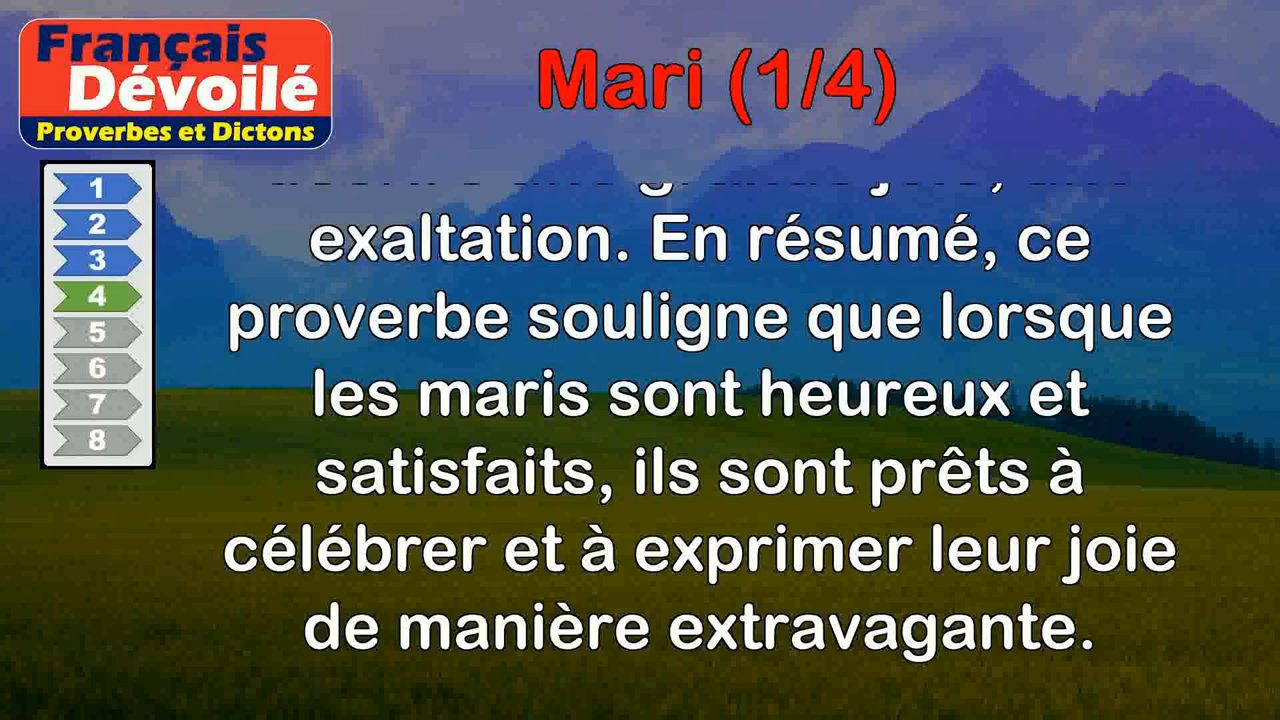 Français
Dévoilé
Proverbes et Dictons
Mari (1/4)
1
2
3
4
5
6
7
8
exaltation. En résumé, ce
proverbe souligne que lorsque
les maris sont heureux et
satisfaits, ils sont prêts à
célébrer et à exprimer leur joie
de manière extravagante.